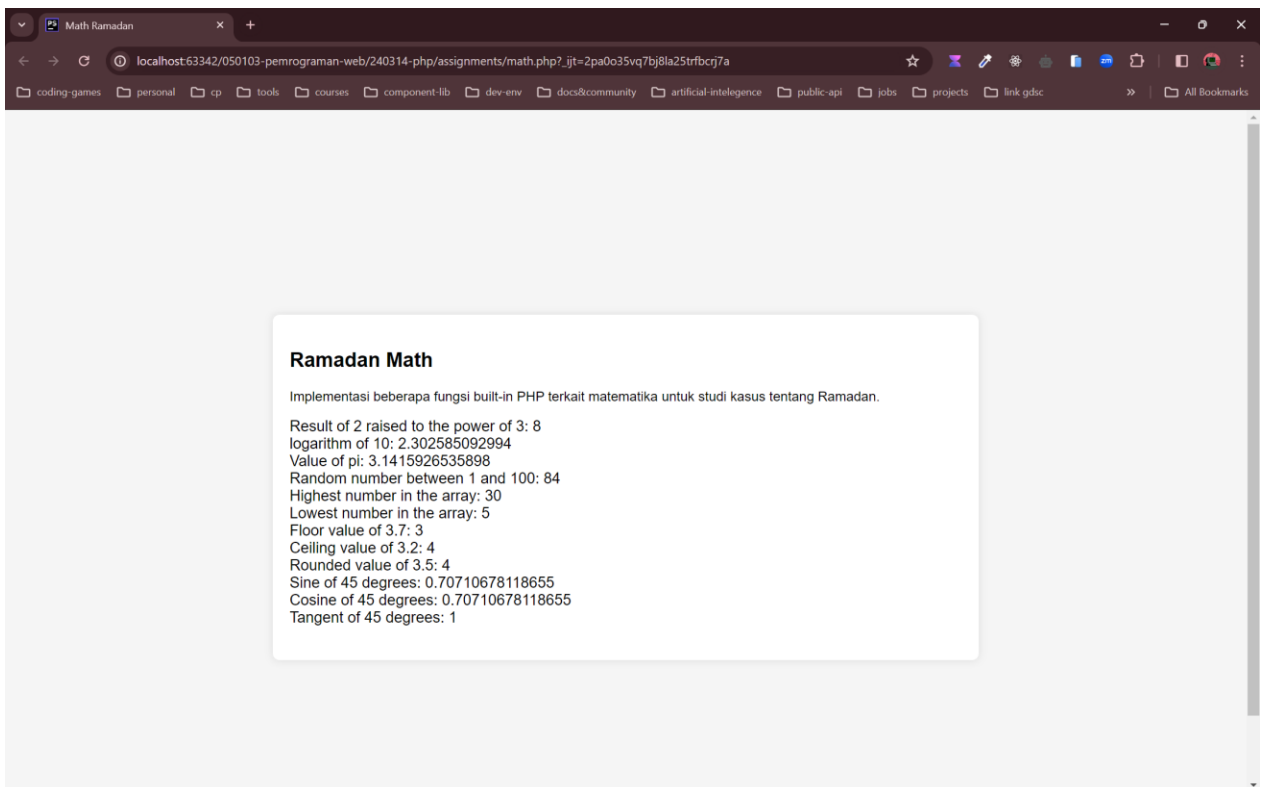 PS Math Ramadan
localhost:63342/050103-pemrograman-web/240314-php/assignments/math.php?_ijt=2pa0o35vq7bj8la25trfbcrj7a zm
coding-games personal cp tools courses component-lib dev-env docs&community artificial-intelegence public-api jobs projects link gdsc » All Bookmarks
Ramadan Math
Implementasi beberapa fungsi built-in PHP terkait matematika untuk studi kasus tentang Ramadan.
Result of 2 raised to the power of 3: 8
logarithm of 10: 2.302585092994
Value of pi: 3.1415926535898
Random number between 1 and 100: 84
Highest number in the array: 30
Lowest number in the array: 5
Floor value of 3.7: 3
Ceiling value of 3.2: 4
Rounded value of 3.5: 4
Sine of 45 degrees: 0.70710678118655
Cosine of 45 degrees: 0.70710678118655
Tangent of 45 degrees: 1